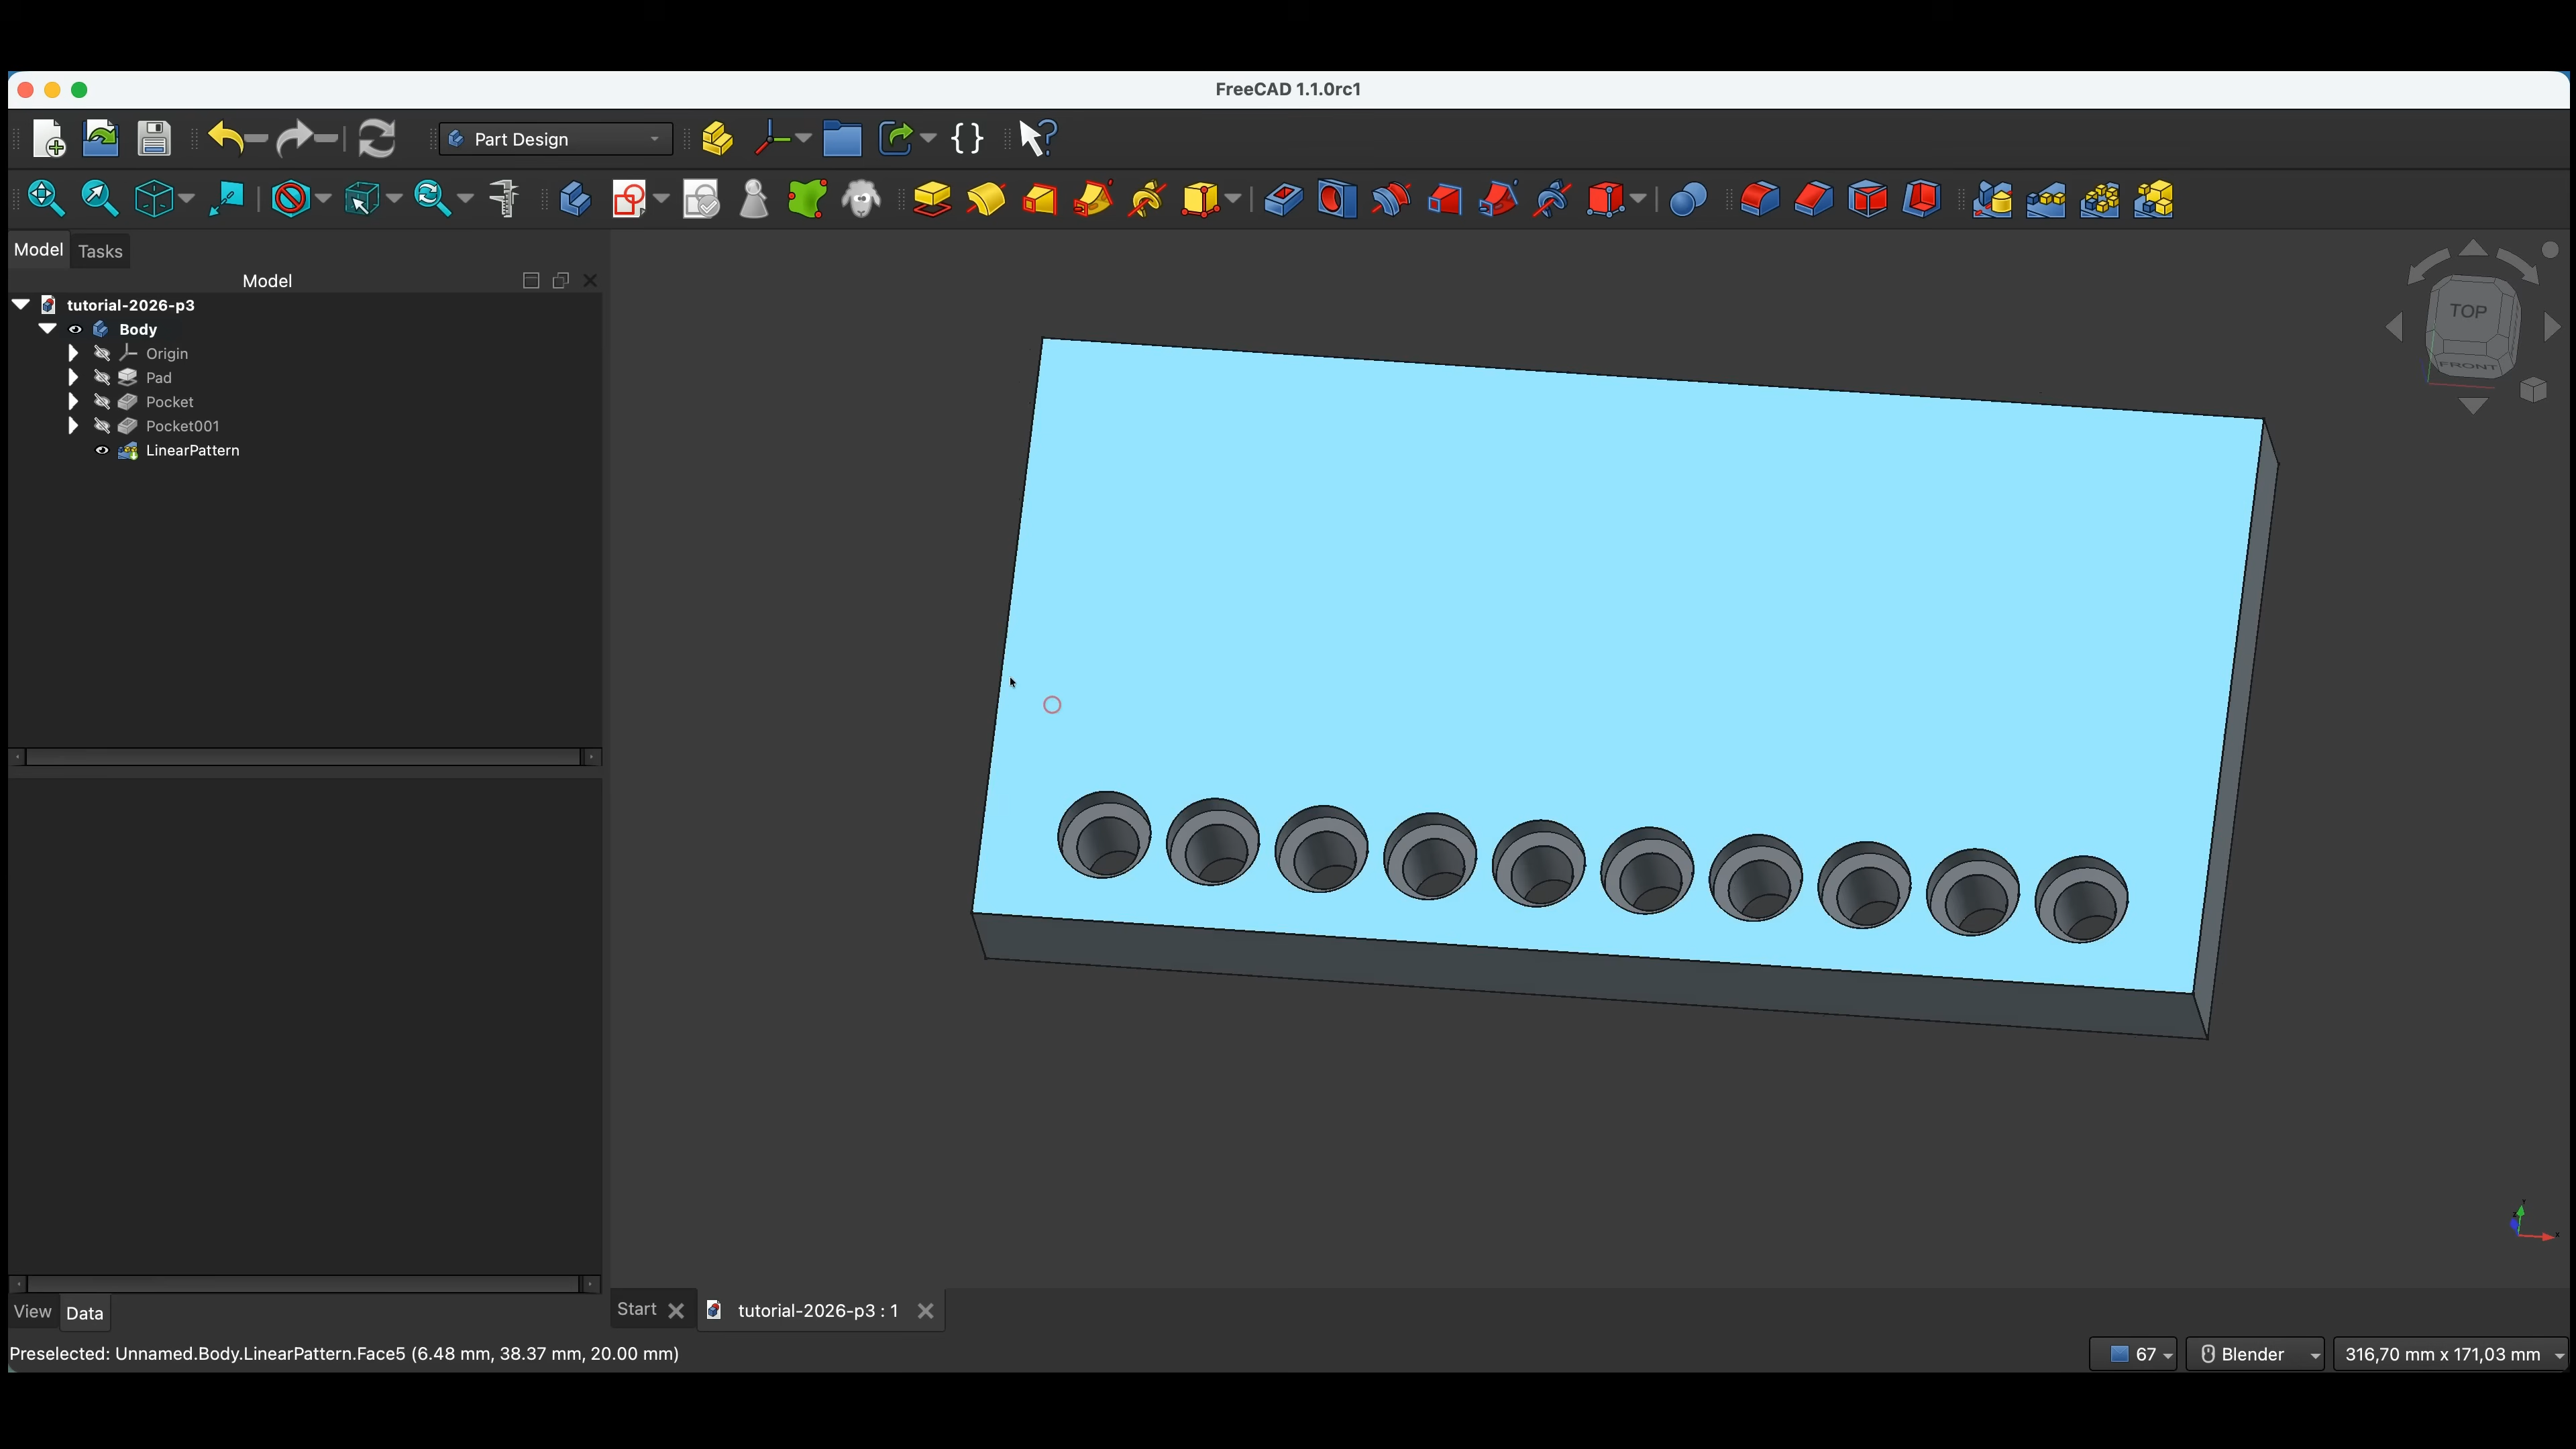 FreeCAD 1.1.0rc1
Part Design
Model
Tasks
Model
tutorial-2026-p3
Body
Origin
Pad
Pocket
Pocket001
LinearPattern
TOP
FRONT
View
Data
Start
tutorial-2026-p3 : 1
Preselected: Unnamed.Body.LinearPattern.Face5 (6.48 mm, 38.37 mm, 20.00 mm)
67
Blender
316,70 mm x 171,03 mm